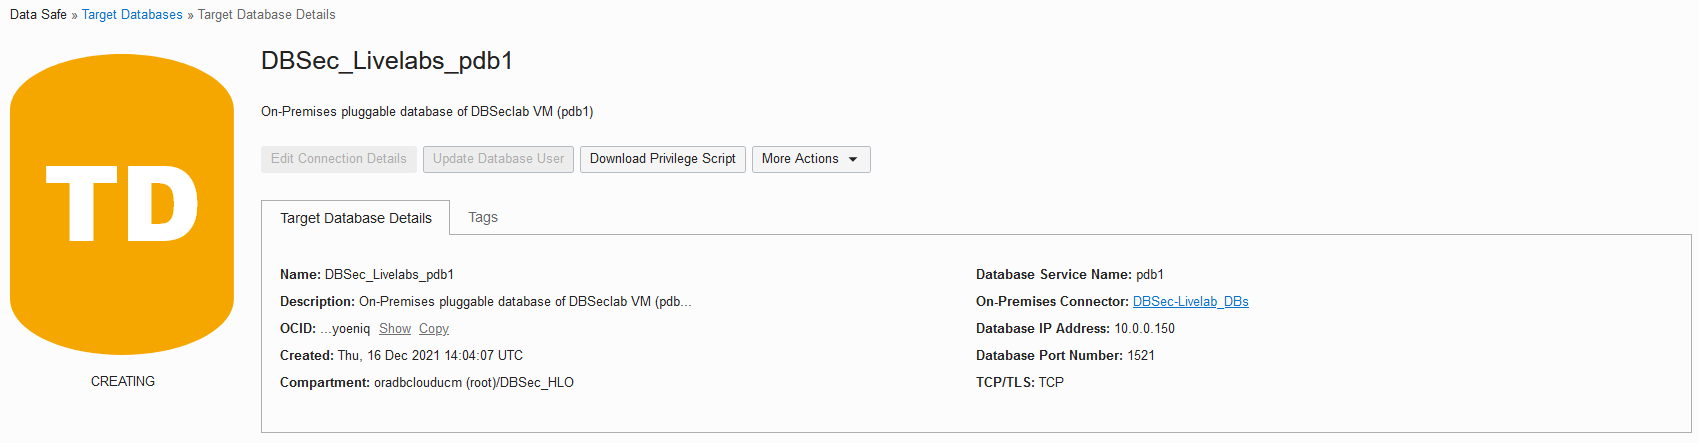 Data Safe » Target Databases » Target Database Details
TD
CREATING
DBSec_Livelabs_pdb1
On-Premises pluggable database of DBSeclab VM (pdb1)
Edit Connection Details Update Database User Download Privilege Script More Actions
Target Database Details Tags
Name: DBSec_Livelabs_pdb1
Description: On-Premises pluggable database of DBSeclab VM (pdb...
OCID: ...yoeniq Show Copy
Created: Thu, 16 Dec 2021 14:04:07 UTC
Compartment: oradbclouducm (root)/DBSec_HLO
Database Service Name: pdb1
On-Premises Connector: DBSec-Livelab_DBs
Database IP Address: 10.0.0.150
Database Port Number: 1521
TCP/TLS: TCP